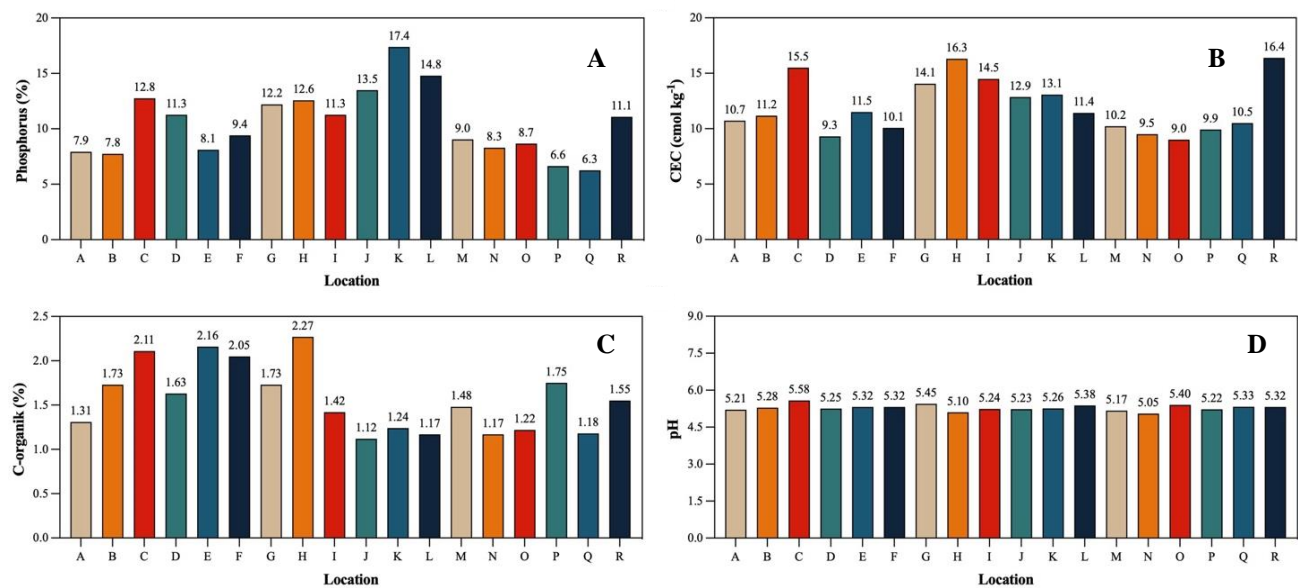 A
Phosphorus (%)
20
15
10
5
0
7.9 7.8 12.8 11.3 8.1 9.4 12.2 12.6 11.3 13.5 17.4 14.8 9.0 8.3 8.7 6.6 6.3 11.1
A B C D E F G H I J K L M N O P Q R
Location
B
CEC (cmol kg⁻¹)
20
15
10
5
0
10.7 11.2 15.5 9.3 11.5 10.1 14.1 16.3 14.5 12.9 13.1 11.4 10.2 9.5 9.0 9.9 10.5 16.4
A B C D E F G H I J K L M N O P Q R
Location
C
C-organik (%)
2.5
2.0
1.5
1.0
0.5
0.0
1.31 1.73 2.11 1.63 2.16 2.05 1.73 2.27 1.42 1.12 1.24 1.17 1.48 1.17 1.22 1.75 1.18 1.55
A B C D E F G H I J K L M N O P Q R
Location
D
pH
9.0
7.5
6.0
4.5
3.0
1.5
0.0
5.21 5.28 5.58 5.25 5.32 5.32 5.45 5.10 5.24 5.23 5.26 5.38 5.17 5.05 5.40 5.22 5.33 5.32
A B C D E F G H I J K L M N O P Q R
Location